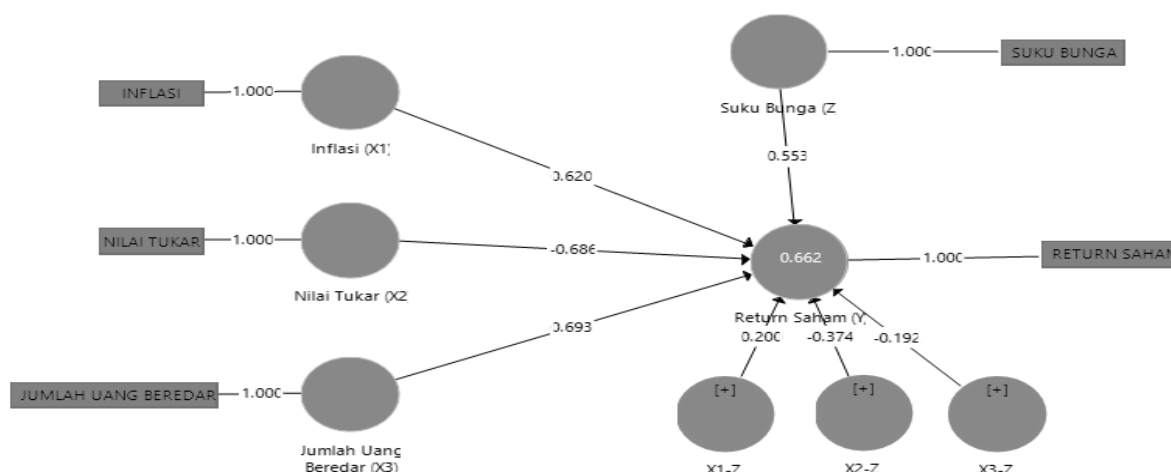 INFLASI
1.000
Inflasi (X1)
0.620
NILAI TUKAR
1.000
Nilai Tukar (X2
-0.686
JUMLAH UANG BEREDAR
1.000
Jumlah Uang
Beredar (X3)
0.693
Suku Bunga (Z
1.000
SUKU BUNGA
0.553
0.662
Return Saham (Y)
1.000
RETURN SAHAM
0.200
-0.374
-0.192
[+]
[+]
[+]
X1-Z
X2-Z
X3-Z